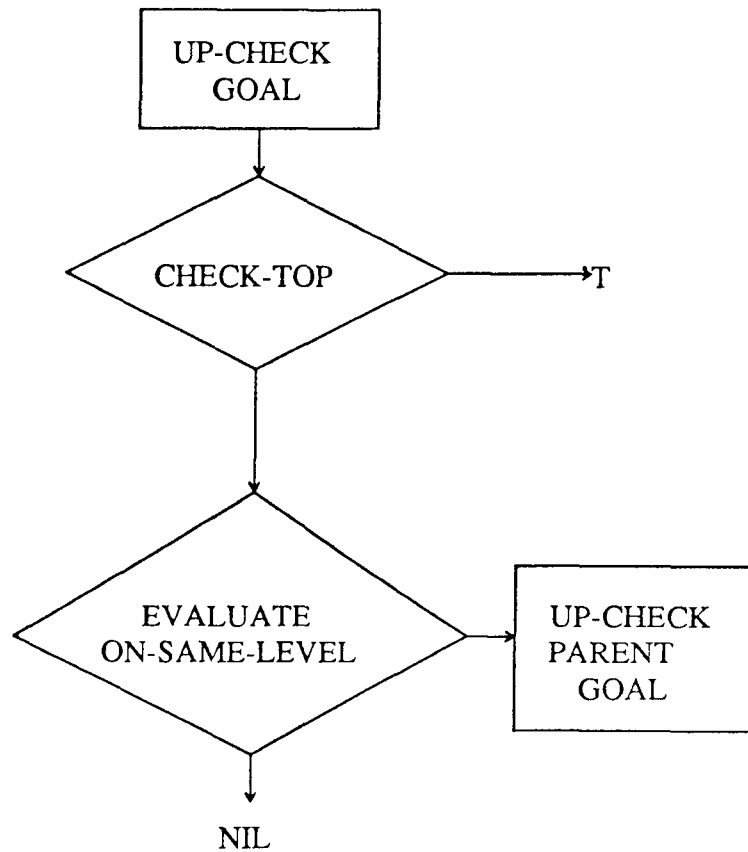 UP-CHECK
GOAL
CHECK-TOP
T
EVALUATE
ON-SAME-LEVEL
UP-CHECK
PARENT
GOAL
NIL